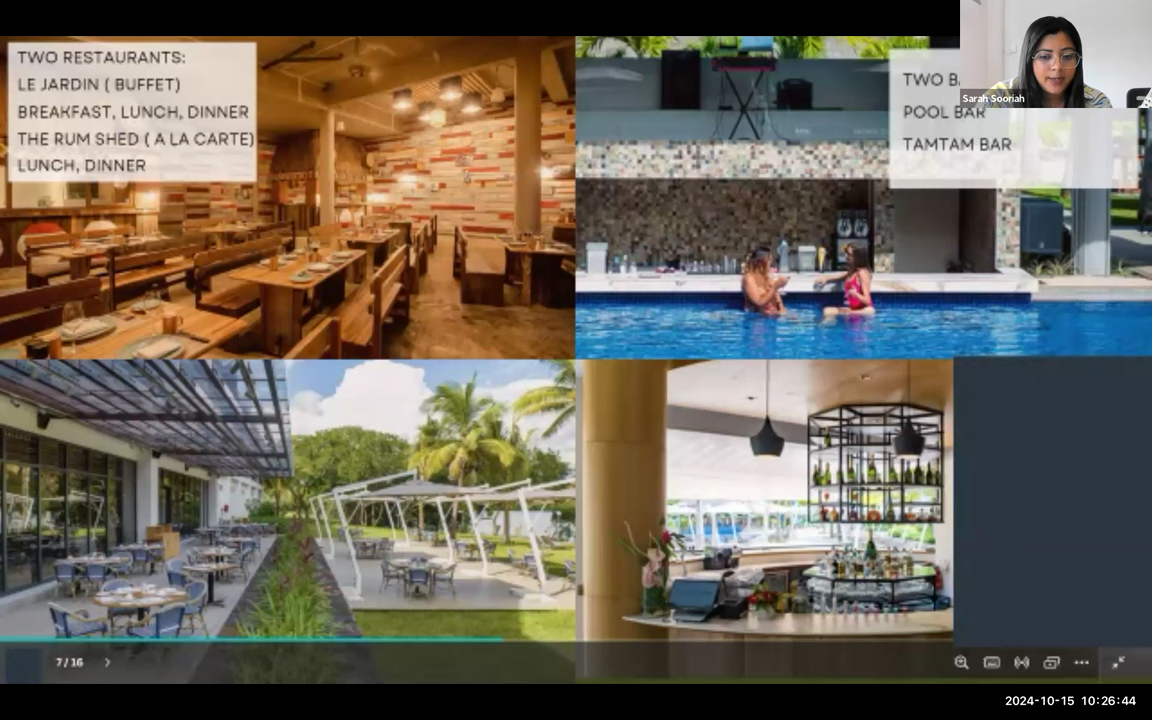 TWO RESTAURANTS:
LE JARDIN ( BUFFET)
BREAKFAST, LUNCH, DINNER
THE RUM SHED ( A LA CARTE)
LUNCH, DINNER
TWO B
POOL BAR
TAMTAM BAR
Sarah Sooriah
7 / 16
2024-10-15 10:26:44